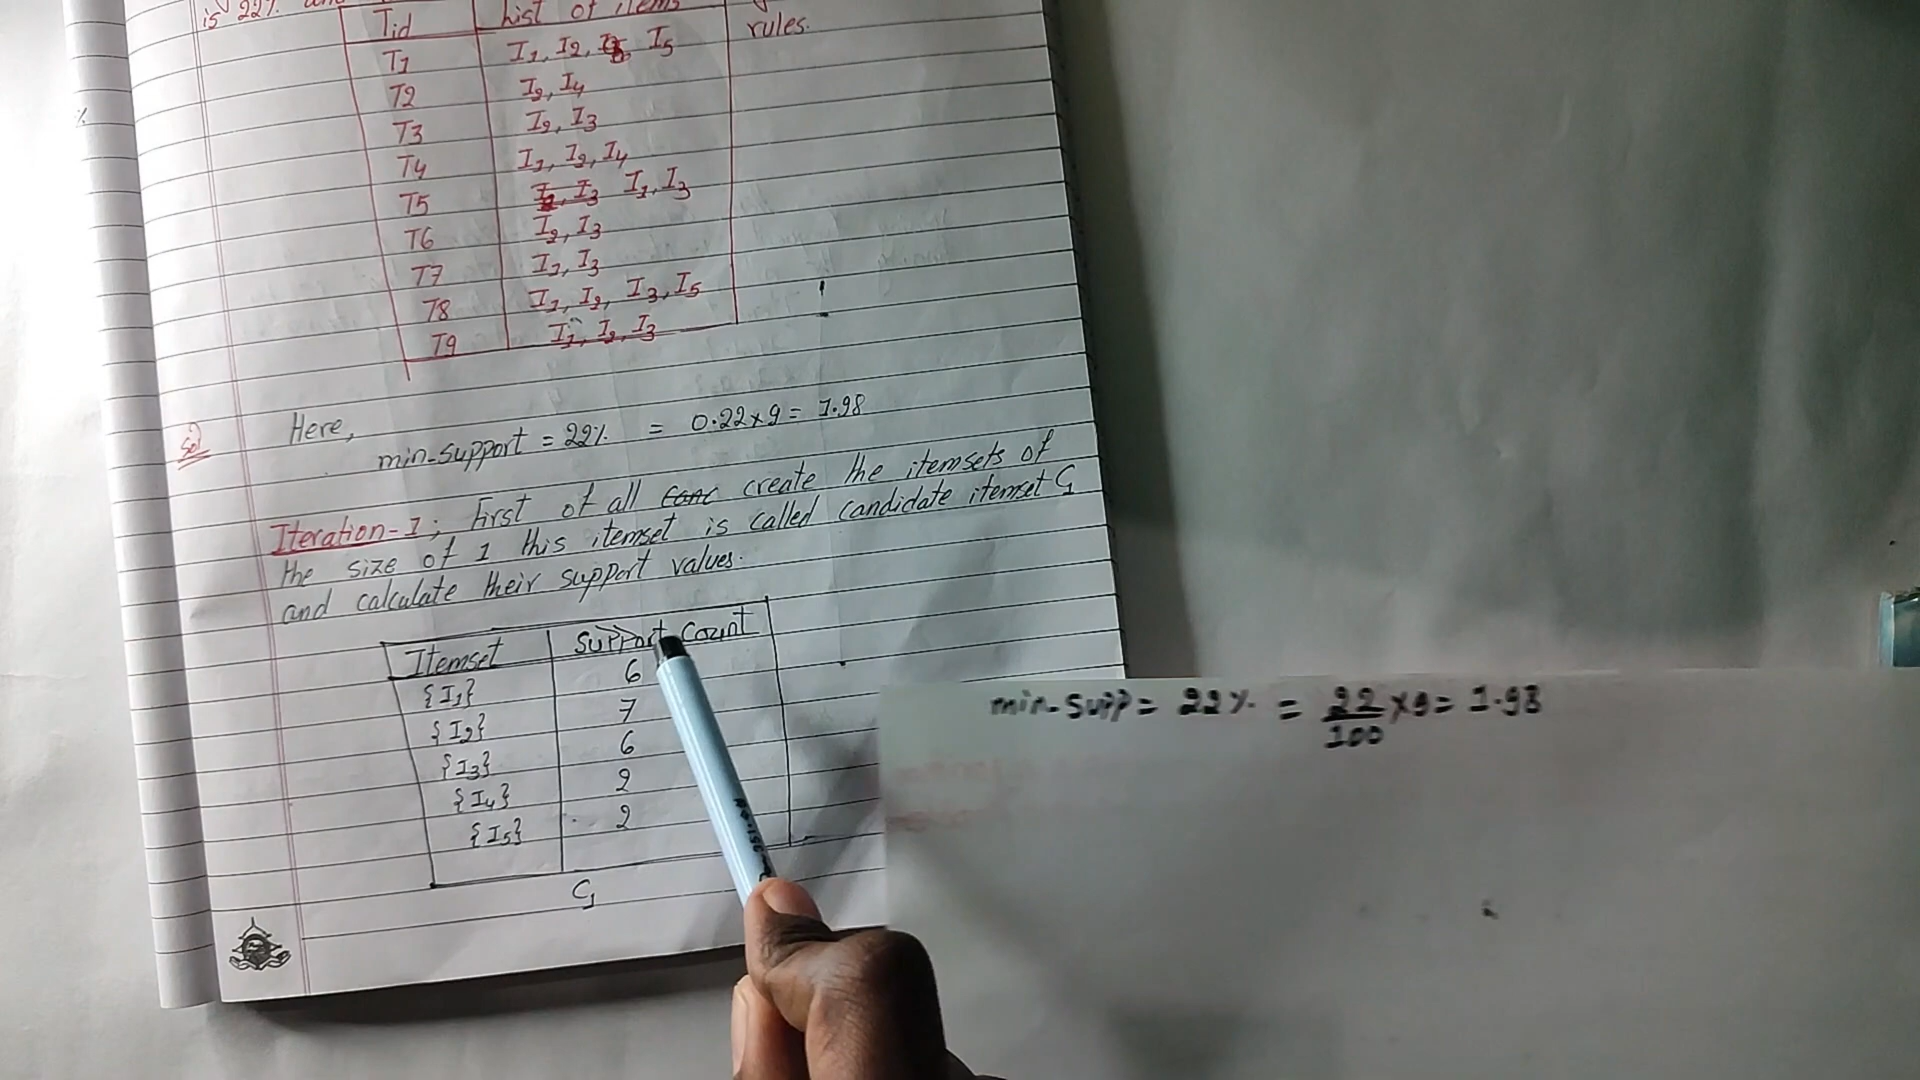 is 22%
Tid List of items
rules.
T1 I1, I2, I5
T2 I2, I4
T3 I2, I3
T4 I1, I2, I4
T5 I2, I3 I1, I3
T6 I2, I3
T7 I1, I3
T8 I1, I2, I3, I5
T9 I1, I2, I3
Sol
Here,
min-support = 22% = 0.22×9 = 1.98
Iteration-1; First of all canc create the itemsets of
the size of 1 this itemset is called candidate itemset C1
and calculate their support values.
Itemset Support Count
{I1} 6
{I2} 7
{I3} 6
{I4} 2
{I5} 2
C1
min-supp = 22% = 22/100 ×9 = 1.98